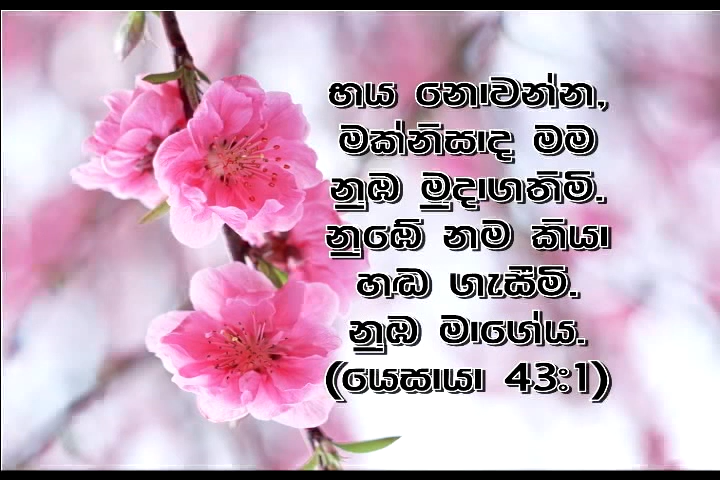 භය නොවන්න,
මක්නිසාද මම
නුඹ මුදාගතිමි.
නුඹේ නම කියා
හඬ ගැසීමි.
නුඹ මාගේය.
(යෙසායා 43:1)